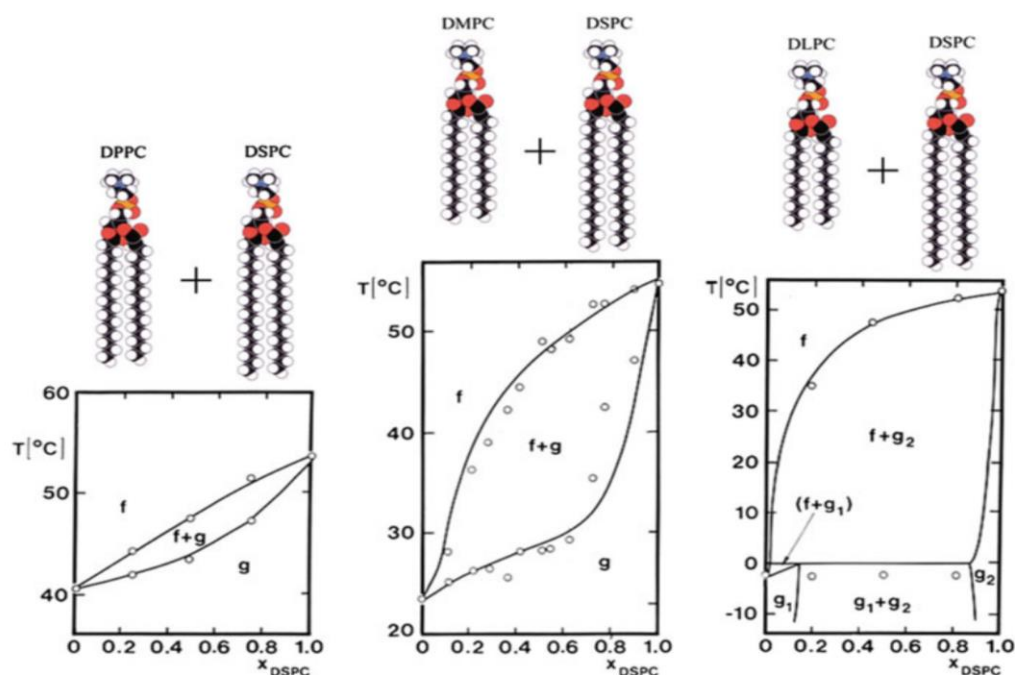 DMPC
DSPC
DLPC
DSPC
+
+
DPPC
DSPC
+
60
T[°C]
50
40
f
f+g
g
0 0.2 0.4 0.6 0.8 1.0
x DSPC
T[°C]
50
40
30
20
f
f+g
g
0 0.2 0.4 0.6 0.8 1.0
x DSPC
T[°C]
50
40
30
20
10
0
-10
f
f+g₂
(f+g₁)
g₁
g₁+g₂
g₂
0 0.2 0.4 0.6 0.8 1.0
x DSPC